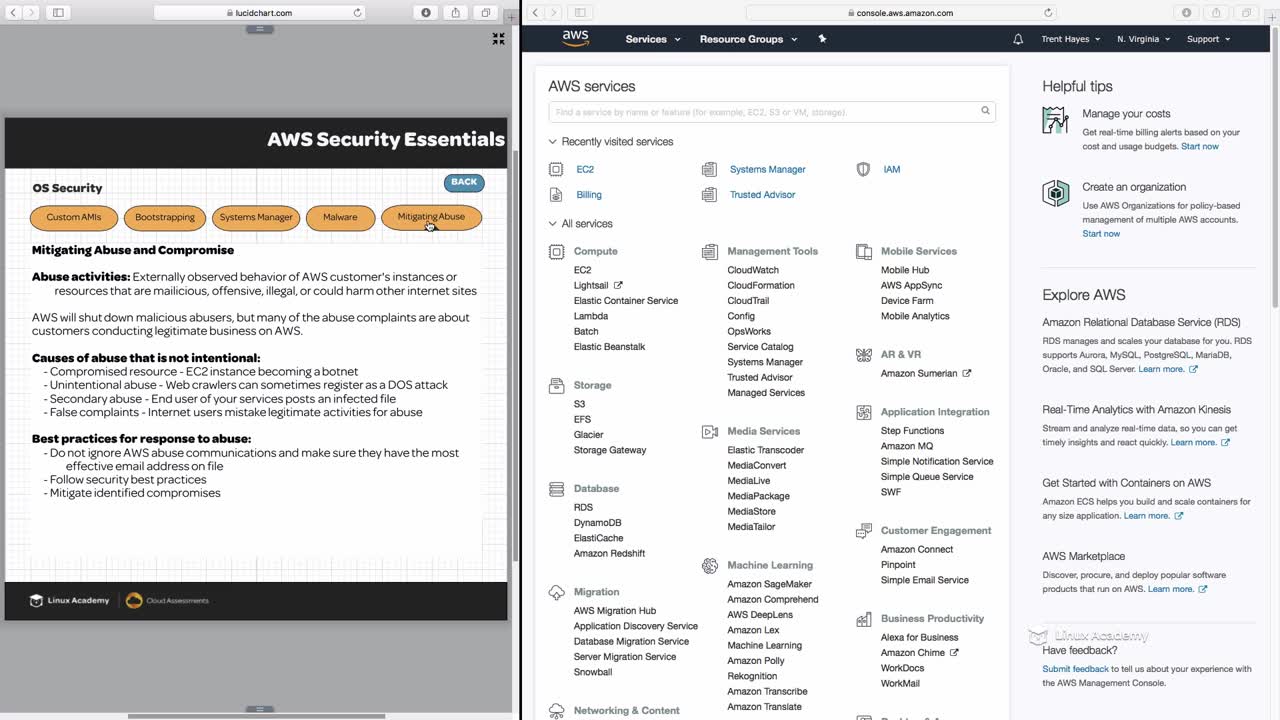 lucidchart.com
AWS Security Essentials
OS Security
BACK
Custom AMIs
Bootstrapping
Systems Manager
Malware
Mitigating Abuse
Mitigating Abuse and Compromise
Abuse activities: Externally observed behavior of AWS customer's instances or
resources that are mailicious, offensive, illegal, or could harm other internet sites
AWS will shut down malicious abusers, but many of the abuse complaints are about
customers conducting legitimate business on AWS.
Causes of abuse that is not intentional:
- Compromised resource - EC2 instance becoming a botnet
- Unintentional abuse - Web crawlers can sometimes register as a DOS attack
- Secondary abuse - End user of your services posts an infected file
- False complaints - Internet users mistake legitimate activities for abuse
Best practices for response to abuse:
- Do not ignore AWS abuse communications and make sure they have the most
effective email address on file
- Follow security best practices
- Mitigate identified compromises
Linux Academy
Cloud Assessments
console.aws.amazon.com
aws
Services
Resource Groups
Trent Hayes
N. Virginia
Support
AWS services
Find a service by name or feature (for example, EC2, S3 or VM, storage).
Recently visited services
EC2
Systems Manager
IAM
Billing
Trusted Advisor
All services
Compute
EC2
Lightsail
Elastic Container Service
Lambda
Batch
Elastic Beanstalk
Storage
S3
EFS
Glacier
Storage Gateway
Database
RDS
DynamoDB
ElastiCache
Amazon Redshift
Migration
AWS Migration Hub
Application Discovery Service
Database Migration Service
Server Migration Service
Snowball
Networking & Content
Management Tools
CloudWatch
CloudFormation
CloudTrail
Config
OpsWorks
Service Catalog
Systems Manager
Trusted Advisor
Managed Services
Media Services
Elastic Transcoder
MediaConvert
MediaLive
MediaPackage
MediaStore
MediaTailor
Machine Learning
Amazon SageMaker
Amazon Comprehend
AWS DeepLens
Amazon Lex
Machine Learning
Amazon Polly
Rekognition
Amazon Transcribe
Amazon Translate
Mobile Services
Mobile Hub
AWS AppSync
Device Farm
Mobile Analytics
AR & VR
Amazon Sumerian
Application Integration
Step Functions
Amazon MQ
Simple Notification Service
Simple Queue Service
SWF
Customer Engagement
Amazon Connect
Pinpoint
Simple Email Service
Business Productivity
Alexa for Business
Amazon Chime
WorkDocs
WorkMail
Helpful tips
Manage your costs
Get real-time billing alerts based on your
cost and usage budgets. Start now
Create an organization
Use AWS Organizations for policy-based
management of multiple AWS accounts.
Start now
Explore AWS
Amazon Relational Database Service (RDS)
RDS manages and scales your database for you. RDS
supports Aurora, MySQL, PostgreSQL, MariaDB,
Oracle, and SQL Server. Learn more.
Real-Time Analytics with Amazon Kinesis
Stream and analyze real-time data, so you can get
timely insights and react quickly. Learn more.
Get Started with Containers on AWS
Amazon ECS helps you build and scale containers for
any size application. Learn more.
AWS Marketplace
Discover, procure, and deploy popular software
products that run on AWS. Learn more.
Linux Academy
Have feedback?
Submit feedback to tell us about your experience with
the AWS Management Console.